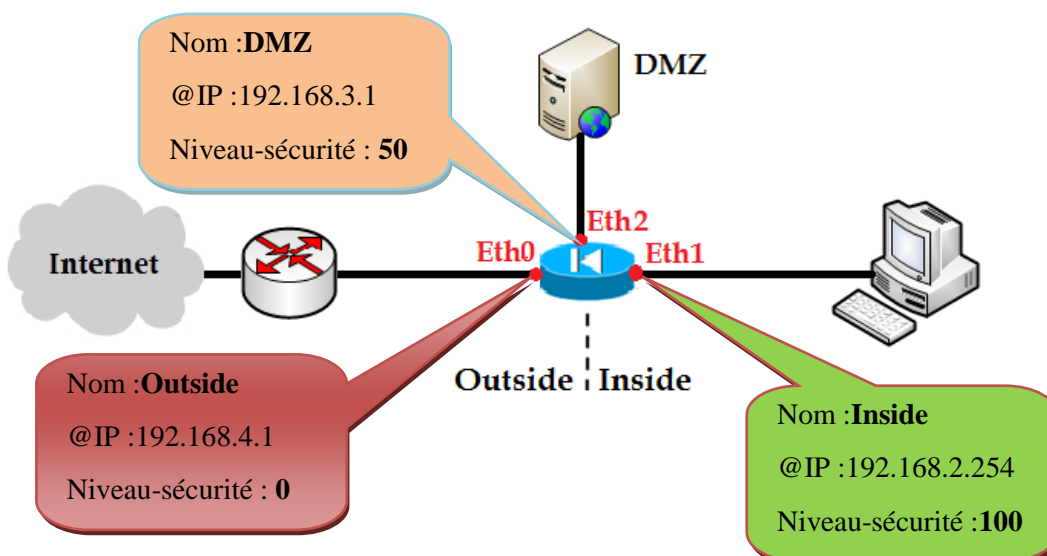 Nom :DMZ
@IP :192.168.3.1
Niveau-sécurité : 50
DMZ
Eth2
Eth0
Eth1
Internet
Outside
Inside
Nom :Outside
@IP :192.168.4.1
Niveau-sécurité : 0
Nom :Inside
@IP :192.168.2.254
Niveau-sécurité :100